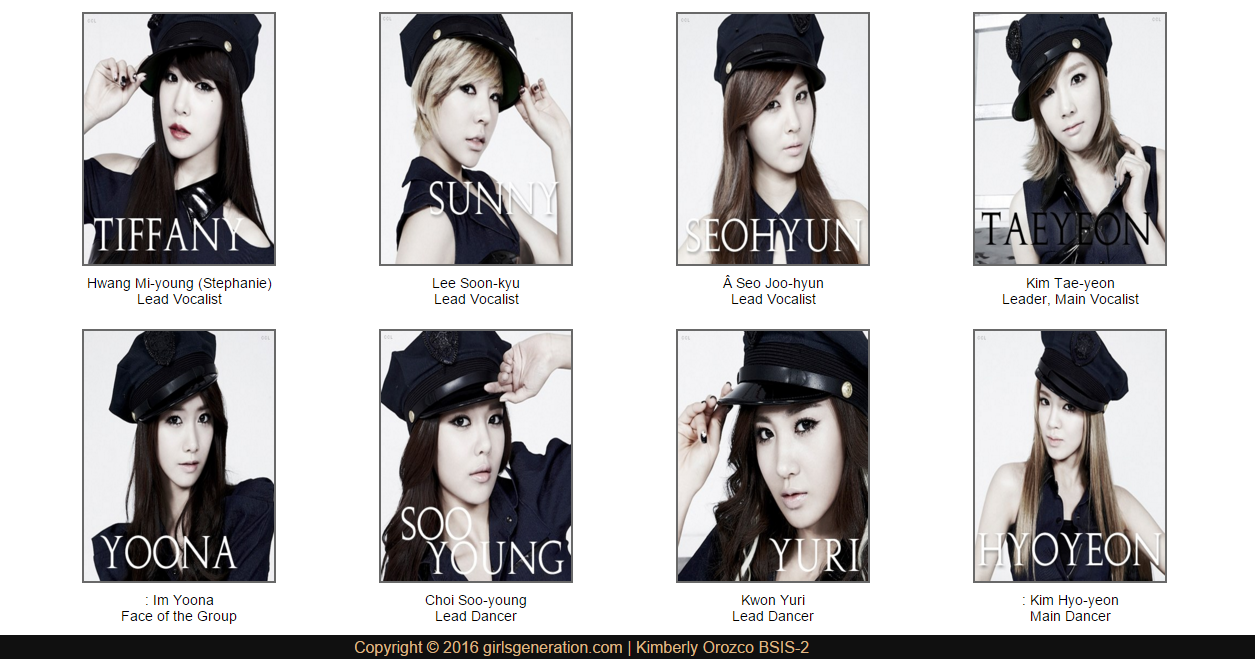 TIFFANY
SUNNY
SEOHYUN
TAEYEON
Hwang Mi-young (Stephanie)
Lead Vocalist
Lee Soon-kyu
Lead Vocalist
Â Seo Joo-hyun
Lead Vocalist
Kim Tae-yeon
Leader, Main Vocalist
YOONA
SOO
YOUNG
YURI
HYOYEON
: Im Yoona
Face of the Group
Choi Soo-young
Lead Dancer
Kwon Yuri
Lead Dancer
: Kim Hyo-yeon
Main Dancer
Copyright © 2016 girlsgeneration.com | Kimberly Orozco BSIS-2